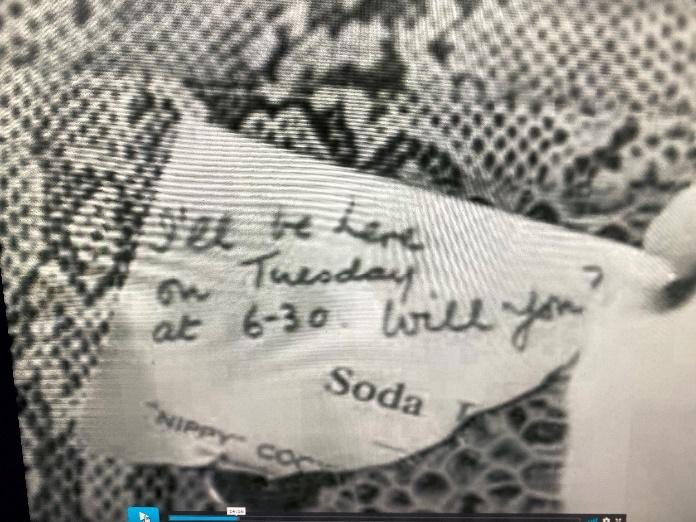 I'll be here
on Tuesday
at 6-30. Will you?
Soda
"NIPPY"